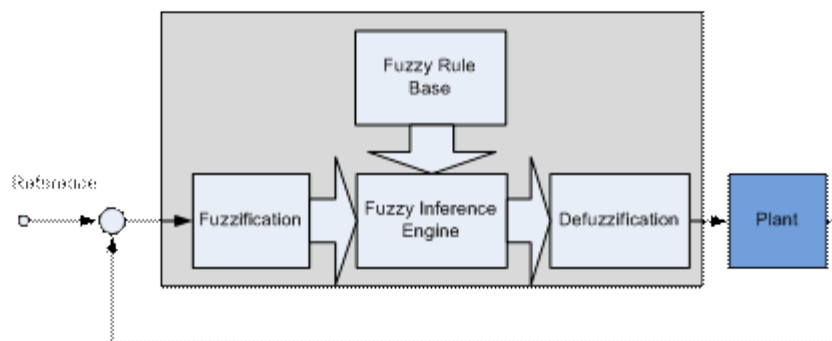 Fuzzy Rule
Base
Reference
Fuzzification
Fuzzy Inference
Engine
Defuzzification
Plant